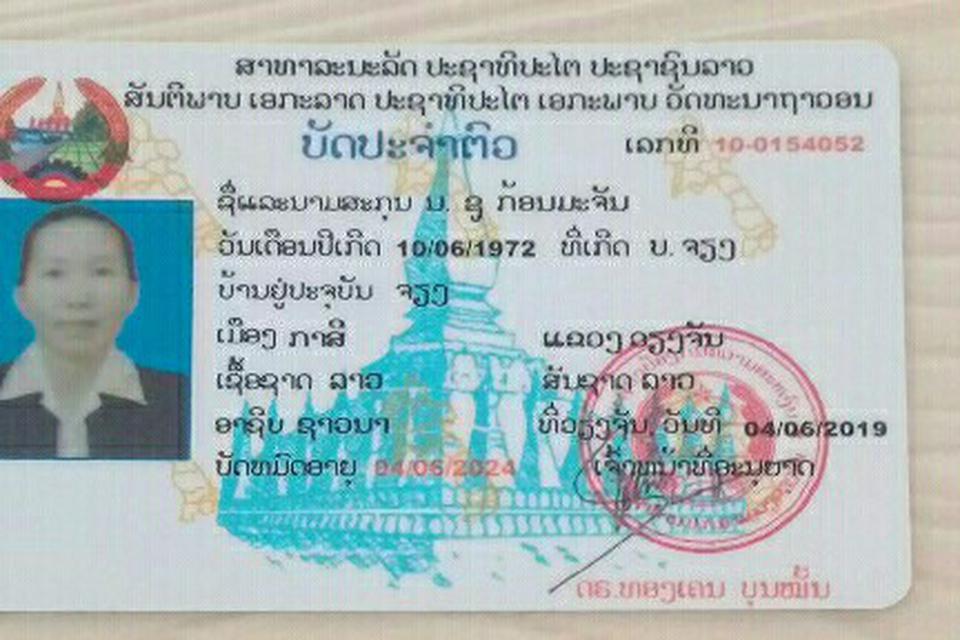 ສາທາລະນະລັດ ປະຊາທິປະໄຕ ປະຊາຊົນລາວ
ສັນຕິພາບ ເອກະລາດ ປະຊາທິປະໄຕ ເອກະພາບ ວັດທະນາຖາວອນ
ບັດປະຈຳຕົວ ເລກທີ 10-0154052
ຊື່ແລະນາມສະກຸນ ນ. ຊູ ກ້ອນມະຈັນ
ວັນເດືອນປີເກີດ 10/06/1972 ທີ່ເກີດ ບ. ຈຽງ
ບ້ານຢູ່ປະຈຸບັນ ຈຽງ
ເມືອງ ກາສີ ແຂວງ ວຽງຈັນ
ເຊື້ອຊາດ ລາວ ສັນຊາດ ລາວ
ອາຊີບ ຊາວນາ ທີ່ວຽງຈັນ, ວັນທີ 04/06/2019
ບັດຫມົດອາຍຸ 04/06/2024 ເຈົ້າຫນ້າທີ່ອະນຸຍາດ
ດຣ.ທອງເຄນ ບຸນໝັ້ນ